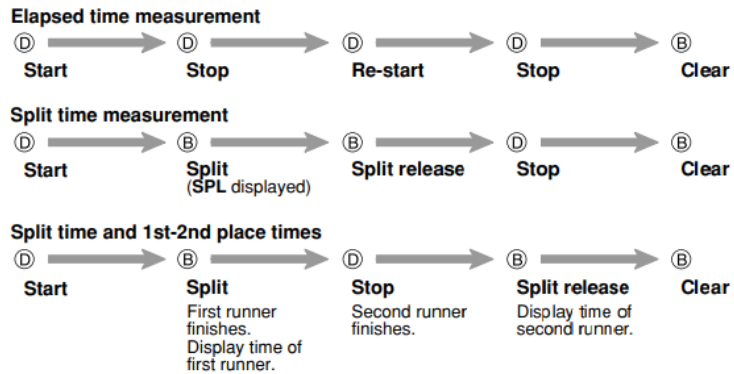 Elapsed time measurement
Ⓓ Ⓓ Ⓓ Ⓓ Ⓑ
Start Stop Re-start Stop Clear
Split time measurement
Ⓓ Ⓑ Ⓑ Ⓓ Ⓑ
Start Split Split release Stop Clear
(SPL displayed)
Split time and 1st-2nd place times
Ⓓ Ⓑ Ⓓ Ⓑ Ⓑ
Start Split Stop Split release Clear
First runner Second runner Display time of
finishes. finishes. second runner.
Display time of
first runner.